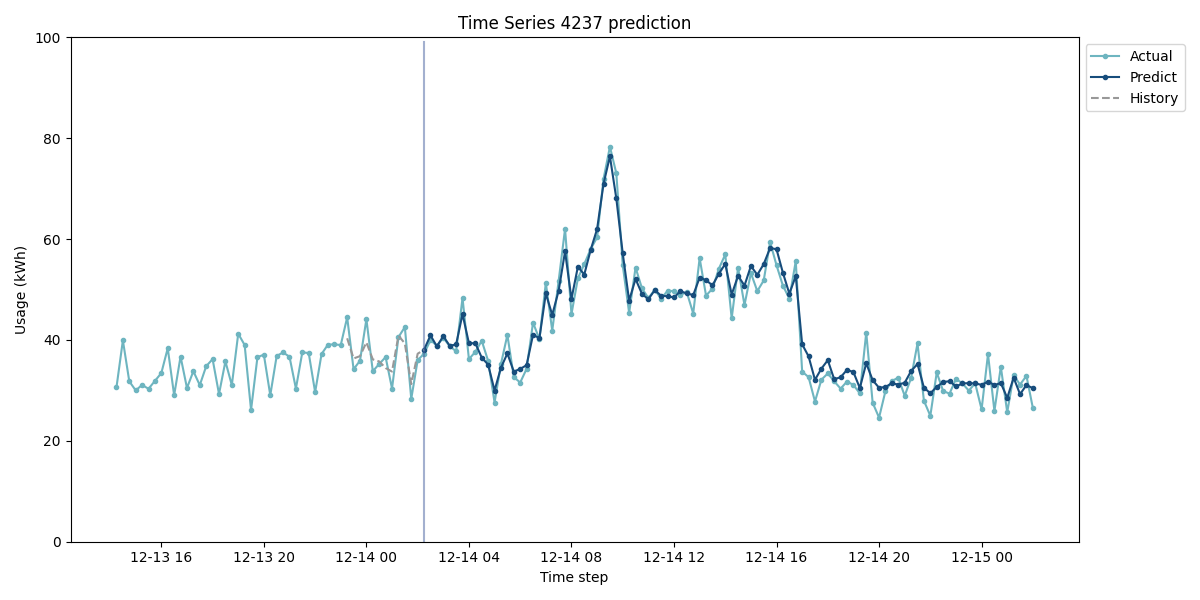 Time Series 4237 prediction
100
80
60
40
20
0
Usage (kWh)
12-13 16
12-13 20
12-14 00
12-14 04
12-14 08
12-14 12
12-14 16
12-14 20
12-15 00
Time step
Actual
Predict
History